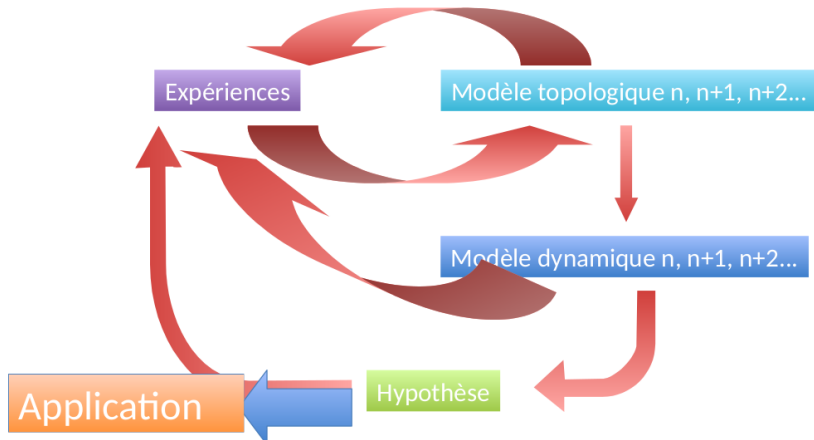 Expériences
Modèle topologique n, n+1, n+2...
Modèle dynamique n, n+1, n+2...
Hypothèse
Application